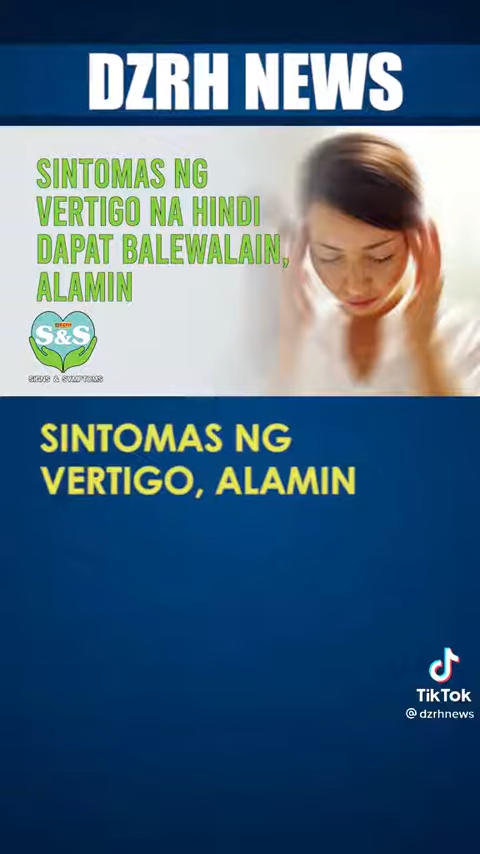 DZRH NEWS
SINTOMAS NG
VERTIGO NA HINDI
DAPAT BALEWALAIN,
ALAMIN
S&S
SIGNS & SYMPTOMS
SINTOMAS NG
VERTIGO, ALAMIN
TikTok
@dzrhnews